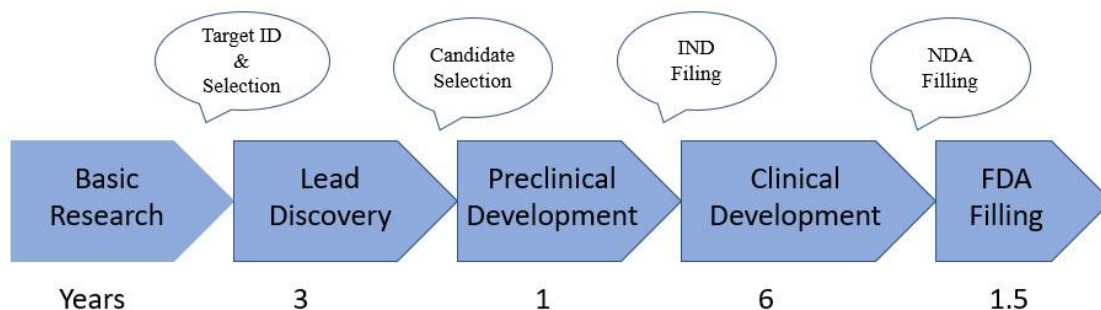 Target ID
&
Selection
Candidate
Selection
IND
Filing
NDA
Filling
Basic
Research
Lead
Discovery
Preclinical
Development
Clinical
Development
FDA
Filling
Years 3 1 6 1.5